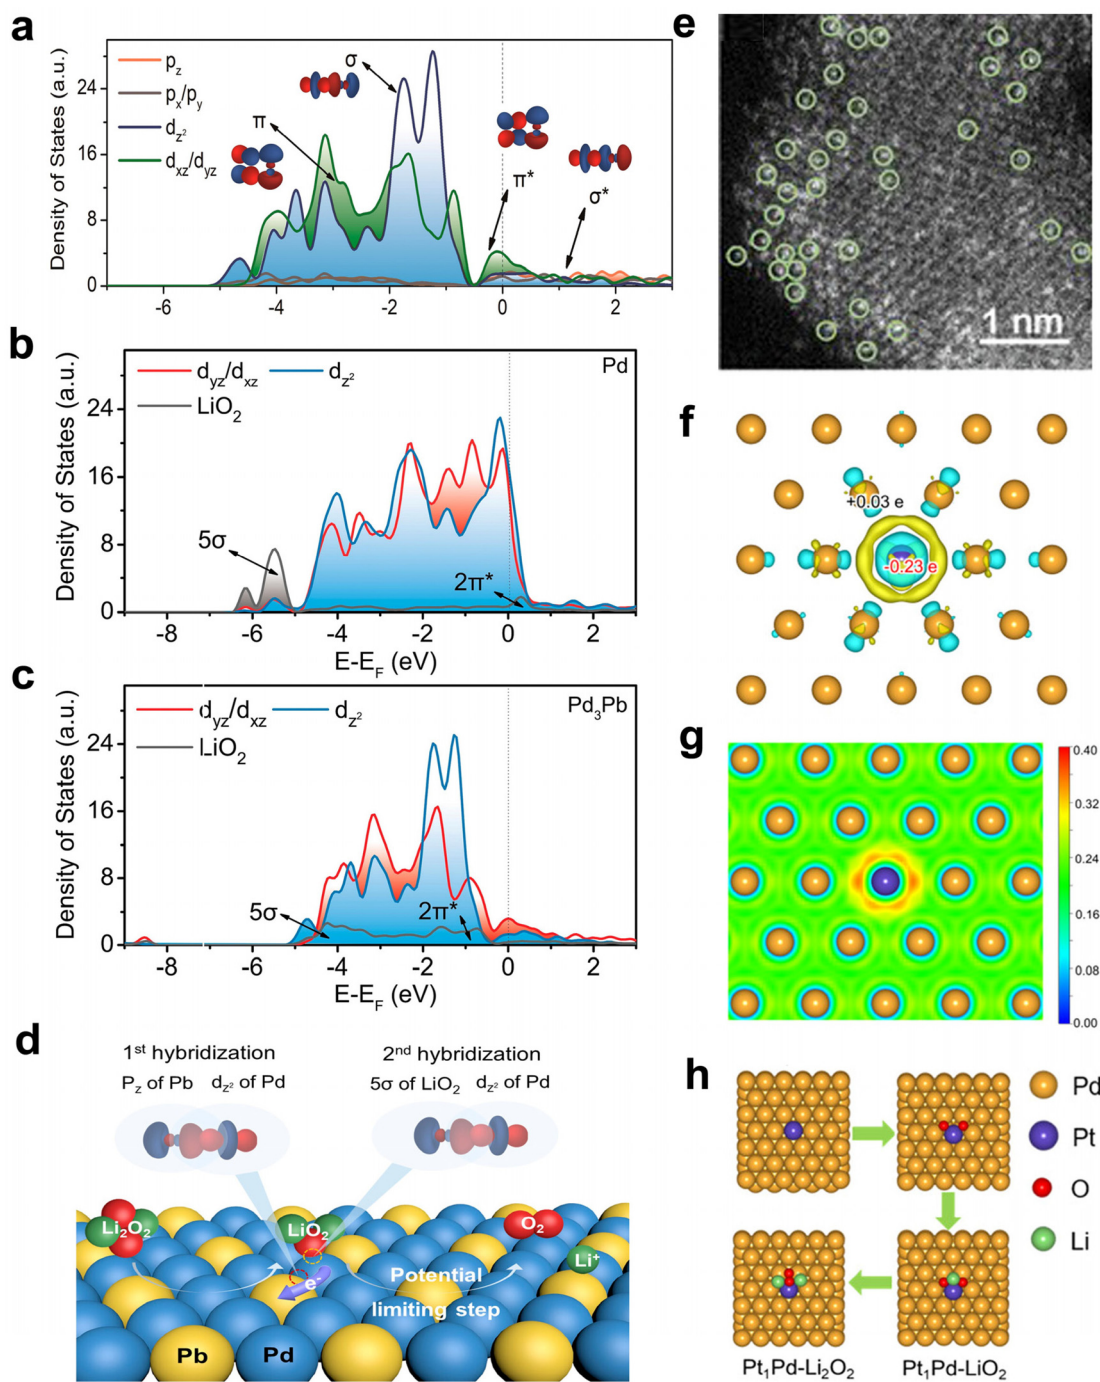 a
Density of States (a.u.)
24
16
8
0
p_z
p_x/p_y
d_z²
d_xz/d_yz
π
σ
π*
σ*
-6 -4 -2 0 2
b
Density of States (a.u.)
24
16
8
0
d_yz/d_xz d_z²
LiO₂
Pd
5σ
2π*
-8 -6 -4 -2 0 2
E-E_F (eV)
c
Density of States (a.u.)
24
16
8
0
d_yz/d_xz d_z²
LiO₂
Pd₃Pb
5σ
2π*
-8 -6 -4 -2 0 2
E-E_F (eV)
d
1st hybridization
P_z of Pb d_z² of Pd
2nd hybridization
5σ of LiO₂ d_z² of Pd
Li₂O₂
LiO₂
O₂
Li⁺
e⁻
Potential
limiting step
Pb
Pd
e
1 nm
f
+0.03 e
-0.23 e
g
0.40
0.32
0.24
0.16
0.08
0.00
h
Pd
Pt
O
Li
Pt₁Pd-Li₂O₂
Pt₁Pd-LiO₂